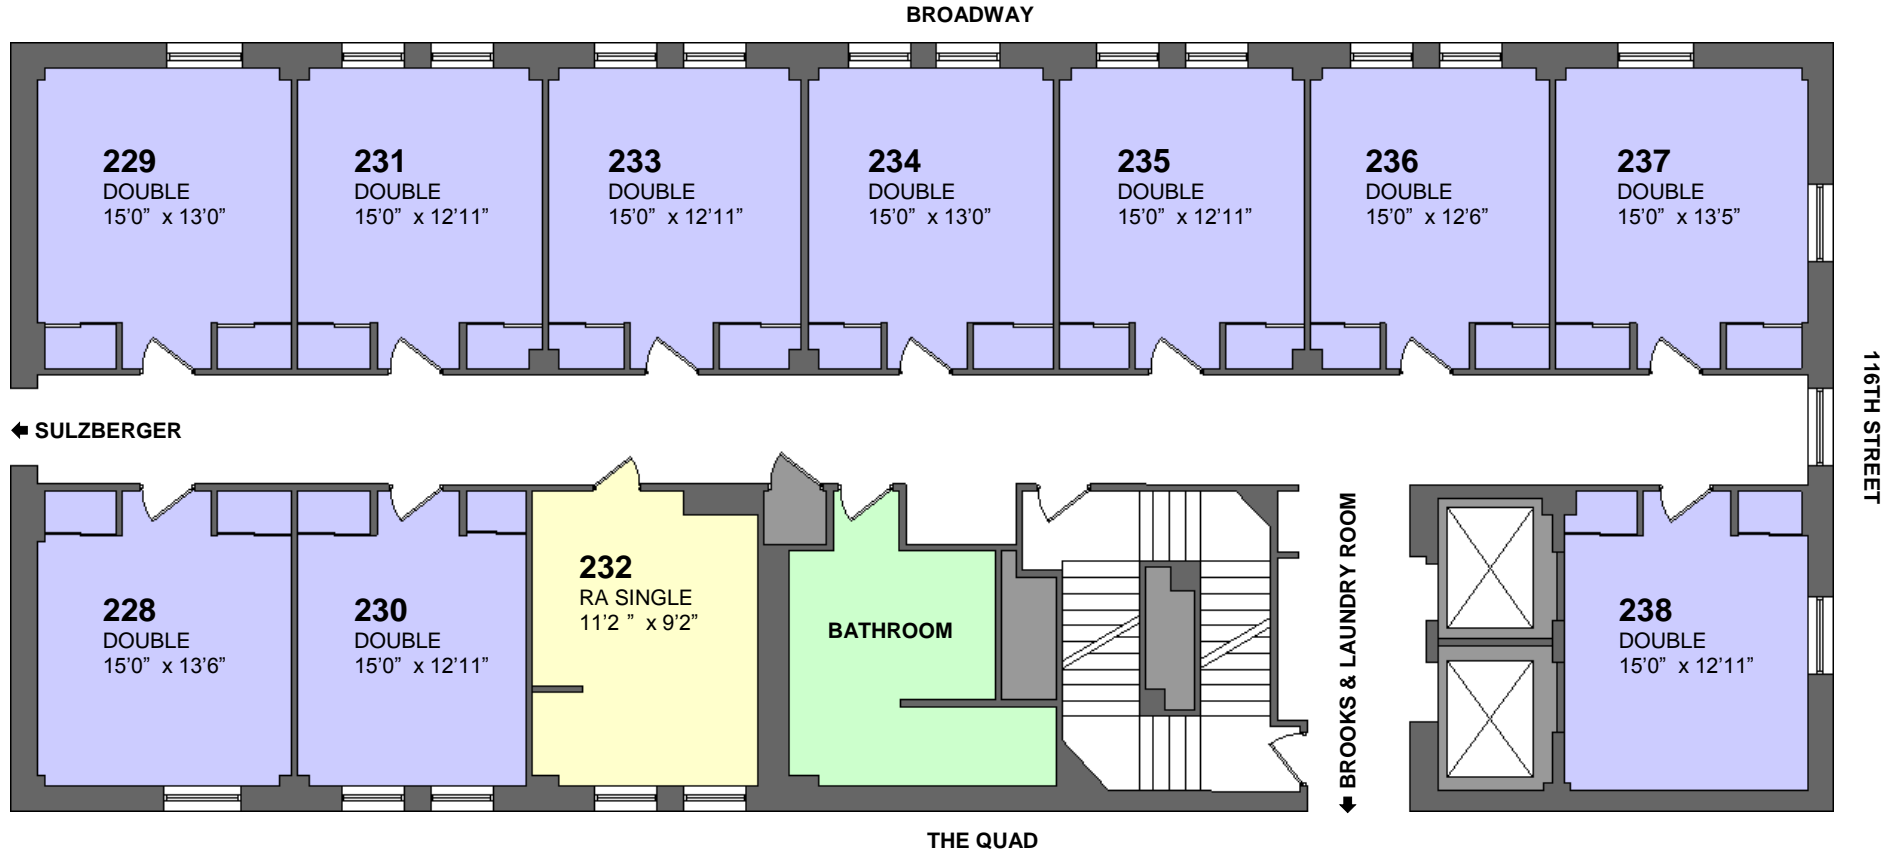 BROADWAY
229
DOUBLE
15’0” x 13’0”
231
DOUBLE
15’0” x 12’11”
233
DOUBLE
15’0” x 12’11”
234
DOUBLE
15’0” x 13’0”
235
DOUBLE
15’0” x 12’11”
236
DOUBLE
15’0” x 12’6”
237
DOUBLE
15’0” x 13’5”
116TH STREET
SULZBERGER
228
DOUBLE
15’0” x 13’6”
230
DOUBLE
15’0” x 12’11”
232
RA SINGLE
11’2 ” x 9’2”
BATHROOM
BROOKS & LAUNDRY ROOM
238
DOUBLE
15’0” x 12’11”
THE QUAD